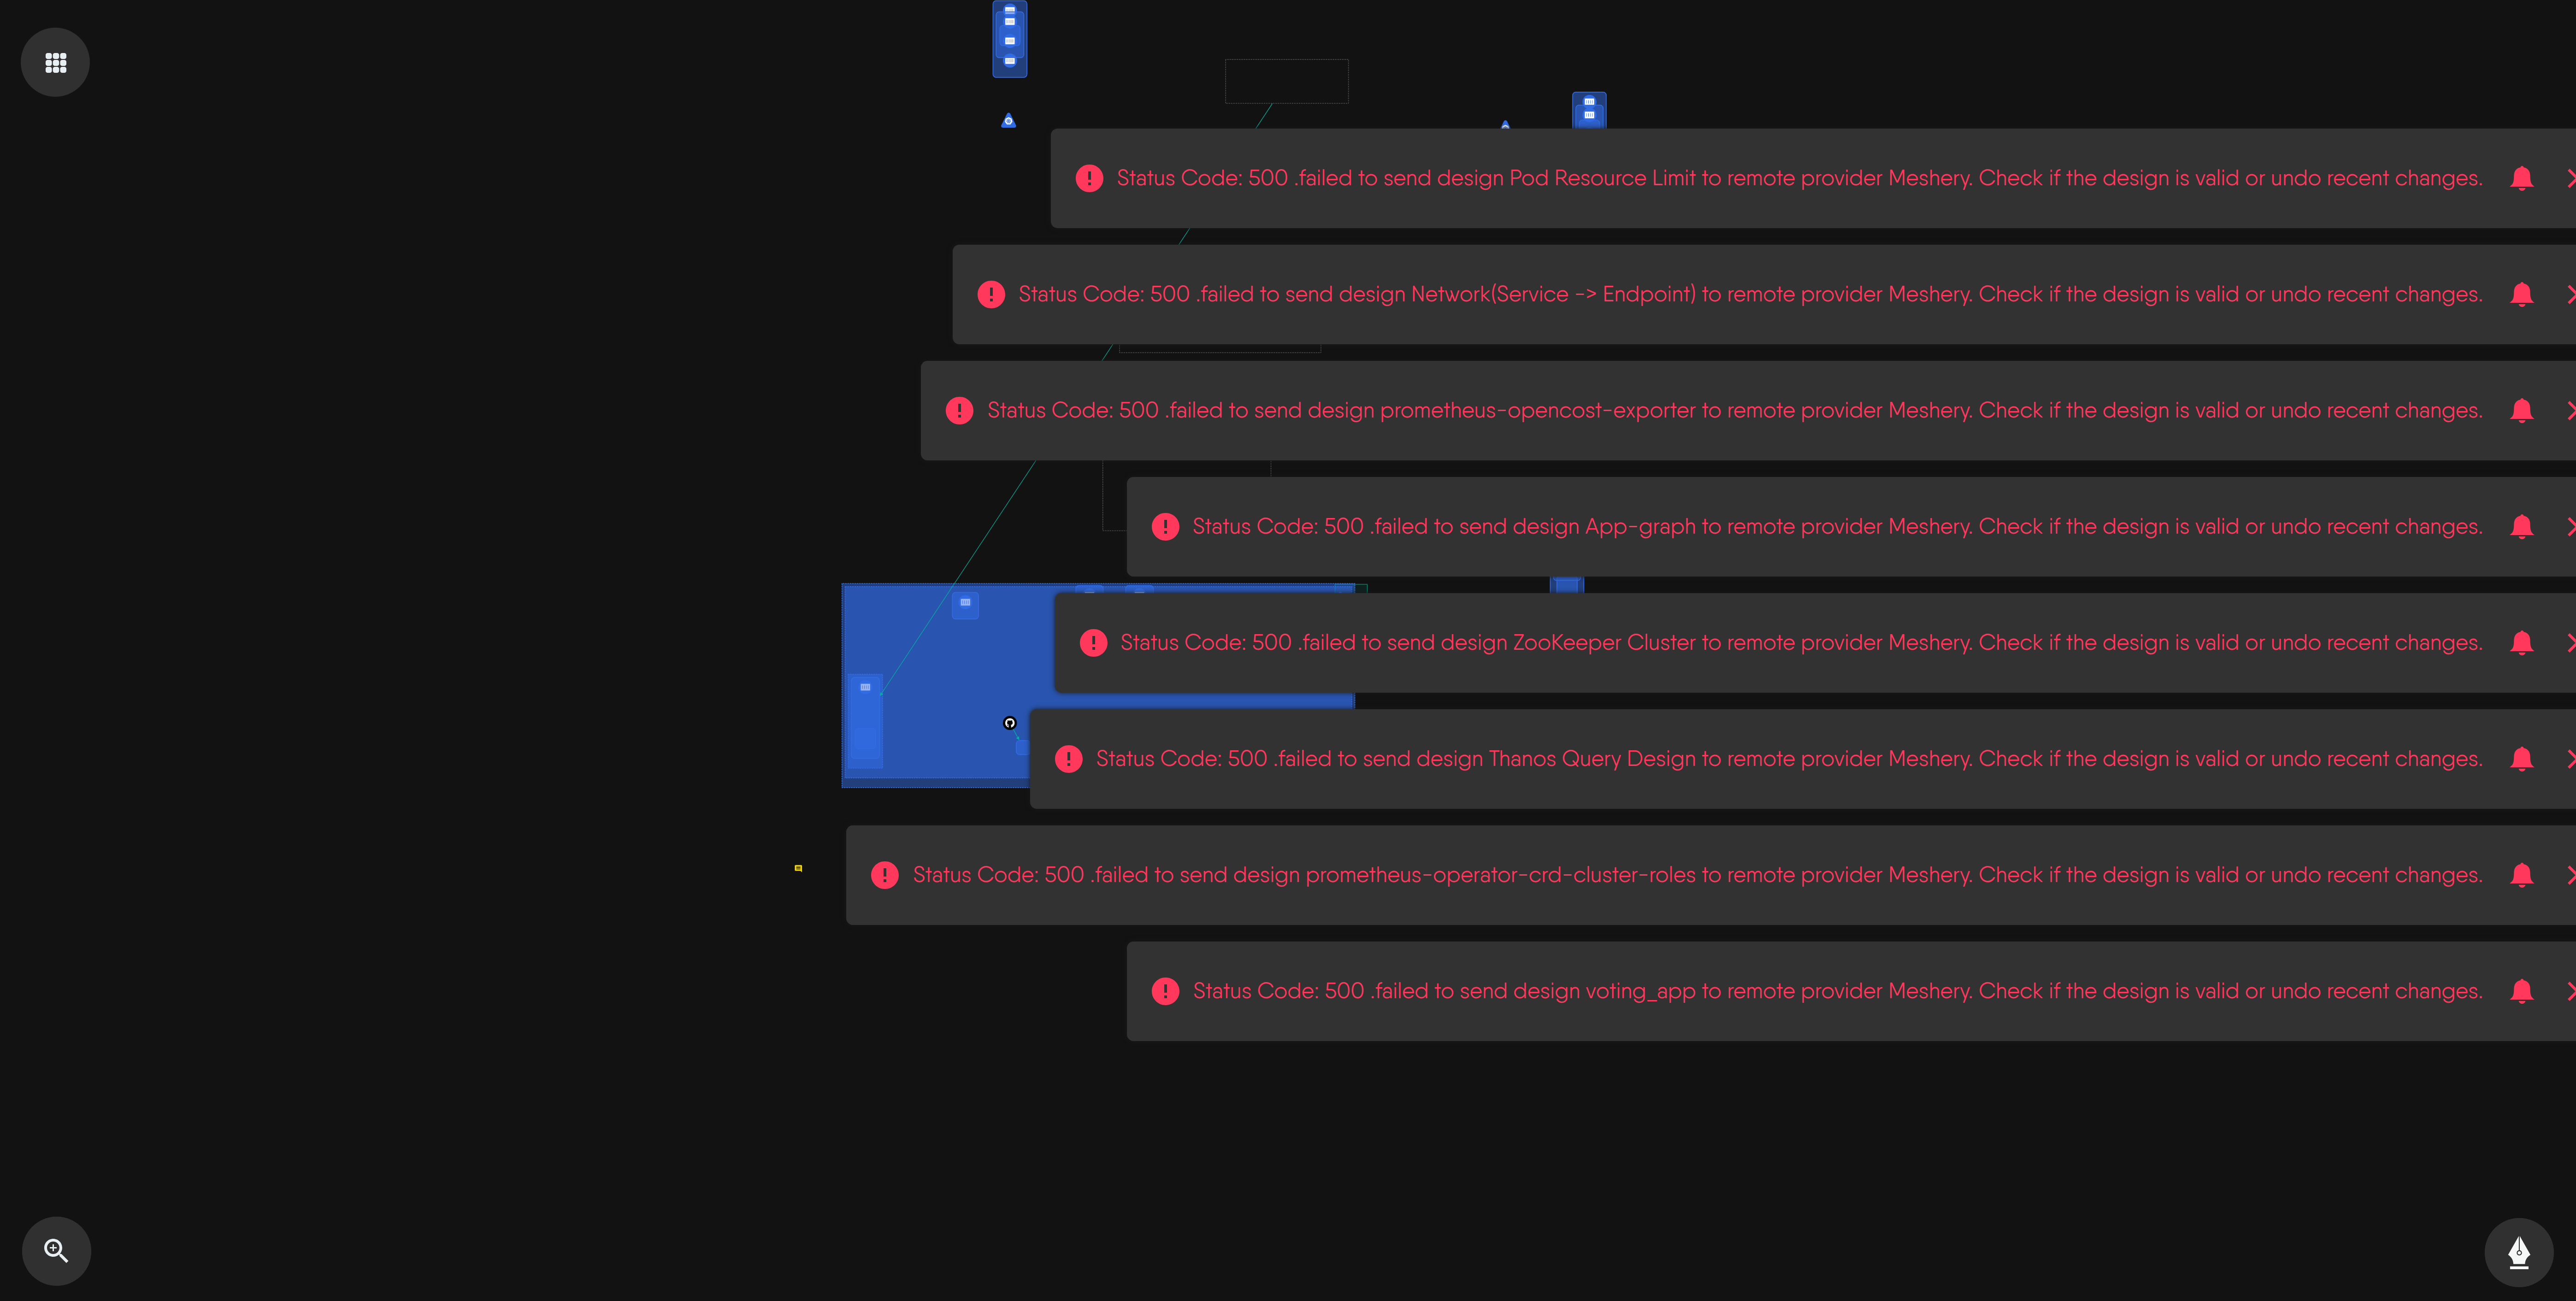 Status Code: 500 .failed to send design Pod Resource Limit to remote provider Meshery. Check if the design is valid or undo recent changes.
Status Code: 500 .failed to send design Network(Service -> Endpoint) to remote provider Meshery. Check if the design is valid or undo recent changes.
Status Code: 500 .failed to send design prometheus-opencost-exporter to remote provider Meshery. Check if the design is valid or undo recent changes.
Status Code: 500 .failed to send design App-graph to remote provider Meshery. Check if the design is valid or undo recent changes.
Status Code: 500 .failed to send design ZooKeeper Cluster to remote provider Meshery. Check if the design is valid or undo recent changes.
Status Code: 500 .failed to send design Thanos Query Design to remote provider Meshery. Check if the design is valid or undo recent changes.
Status Code: 500 .failed to send design prometheus-operator-crd-cluster-roles to remote provider Meshery. Check if the design is valid or undo recent changes.
Status Code: 500 .failed to send design voting_app to remote provider Meshery. Check if the design is valid or undo recent changes.